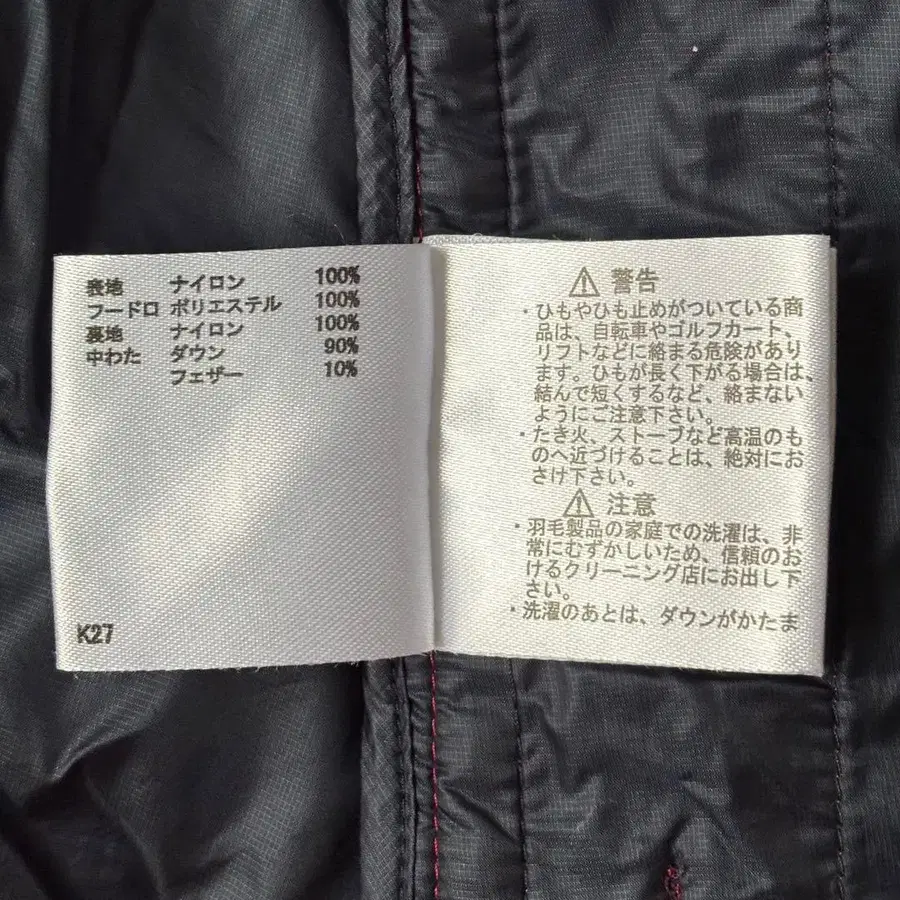 表地 ナイロン 100%
フードロ ポリエステル 100%
裏地 ナイロン 100%
中わた ダウン 90%
フェザー 10%
K27
警告
・ひもやひも止めがついている商
品は、自転車やゴルフカート、
リフトなどに絡まる危険があり
ます。ひもが長く下がる場合は、
結んで短くするなど、絡まない
ようにご注意下さい。
・たき火、ストーブなど高温のも
のへ近づけることは、絶対にお
さけ下さい。
注意
・羽毛製品の家庭での洗濯は、非
常にむずかしいため、信頼のお
けるクリーニング店にお出し下
さい。
・洗濯のあとは、ダウンがかたま